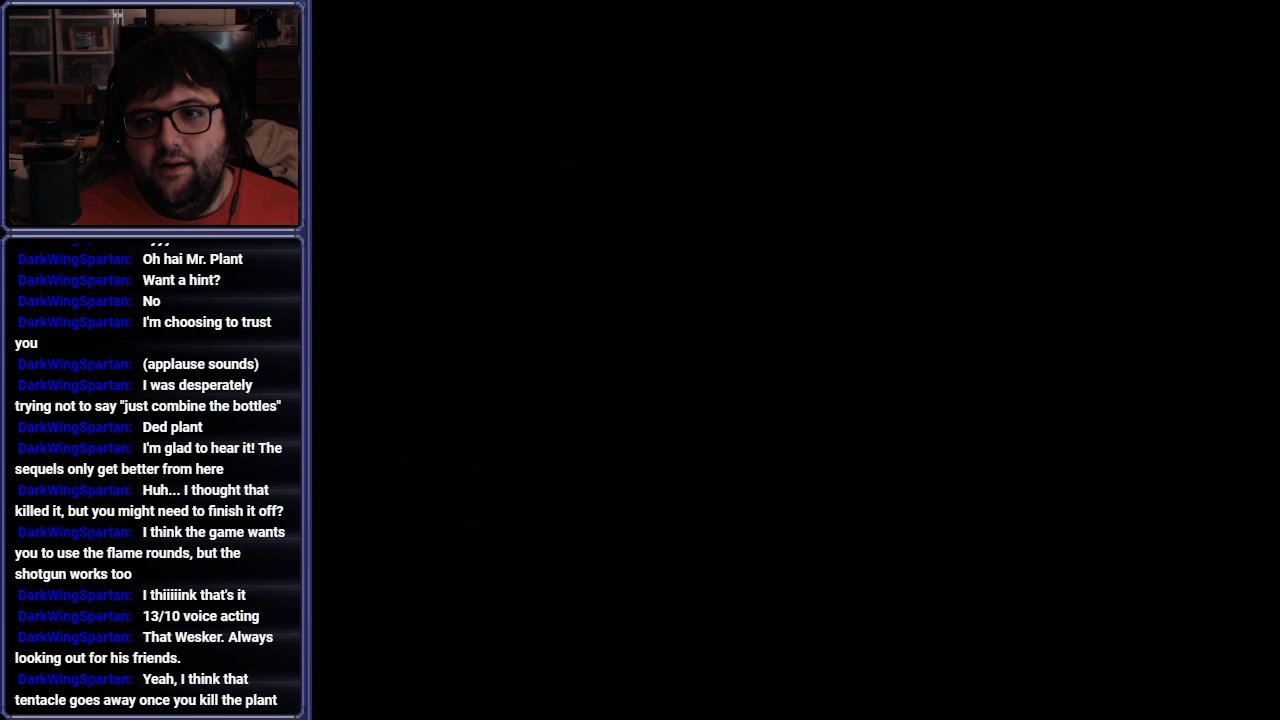 DarkWingSpartan: Oh hai Mr. Plant
DarkWingSpartan: Want a hint?
DarkWingSpartan: No
DarkWingSpartan: I'm choosing to trust
you
DarkWingSpartan: (applause sounds)
DarkWingSpartan: I was desperately
trying not to say "just combine the bottles"
DarkWingSpartan: Ded plant
DarkWingSpartan: I'm glad to hear it! The
sequels only get better from here
DarkWingSpartan: Huh... I thought that
killed it, but you might need to finish it off?
DarkWingSpartan: I think the game wants
you to use the flame rounds, but the
shotgun works too
DarkWingSpartan: I thiiiiink that's it
DarkWingSpartan: 13/10 voice acting
DarkWingSpartan: That Wesker. Always
looking out for his friends.
DarkWingSpartan: Yeah, I think that
tentacle goes away once you kill the plant